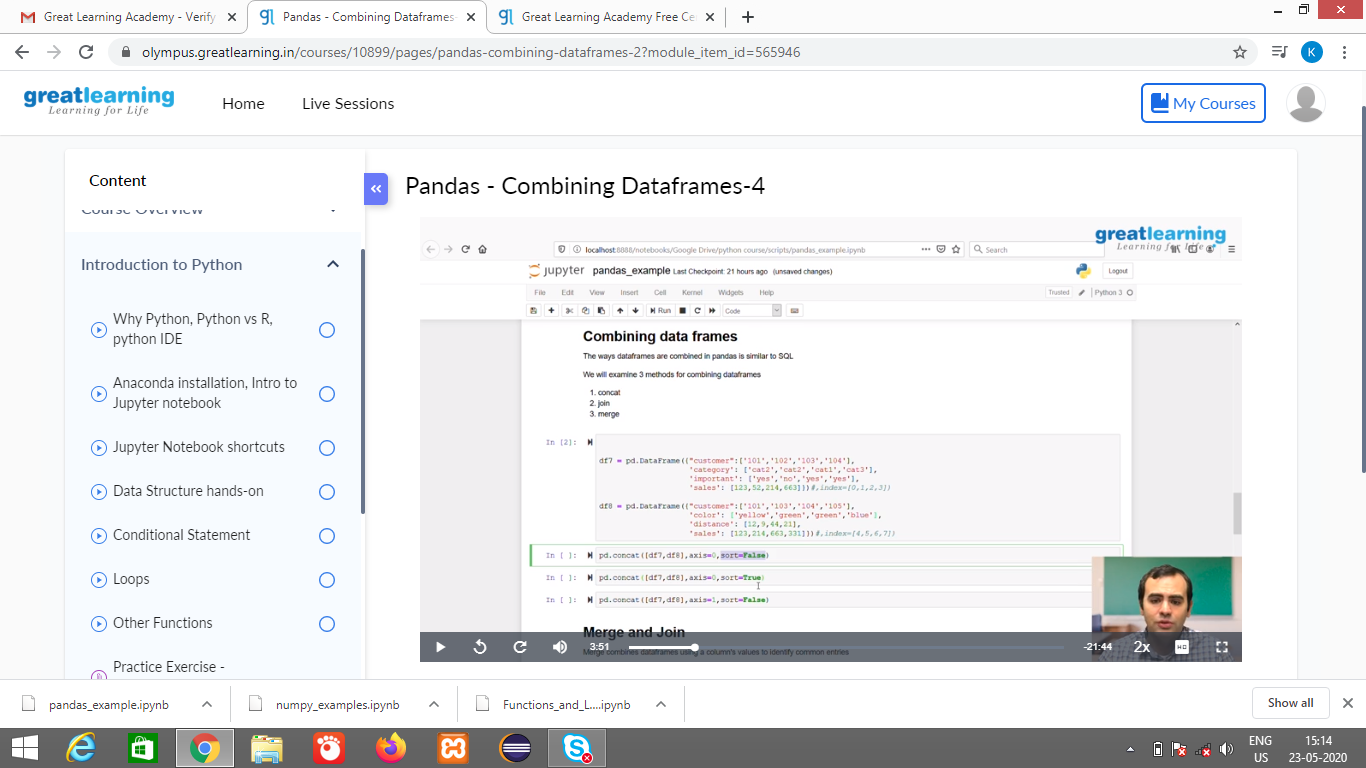 Great Learning Academy - Verify
Pandas - Combining Dataframes-
Great Learning Academy Free Ce
olympus.greatlearning.in/courses/10899/pages/pandas-combining-dataframes-2?module_item_id=565946
K
greatlearning
Learning for Life
Home
Live Sessions
My Courses
Content
Course Overview
Introduction to Python
Why Python, Python vs R,
python IDE
Anaconda installation, Intro to
Jupyter notebook
Jupyter Notebook shortcuts
Data Structure hands-on
Conditional Statement
Loops
Other Functions
Practice Exercise -
Pandas - Combining Dataframes-4
greatlearning
Learning for Life
localhost:8888/notebooks/Google Drive/python course/scripts/pandas_example.ipynb
Search
jupyter pandas_example Last Checkpoint: 21 hours ago (unsaved changes)
Logout
File Edit View Insert Cell Kernel Widgets Help
Trusted
Python 3
Run
Code
Combining data frames
The ways dataframes are combined in pandas is similar to SQL
We will examine 3 methods for combining dataframes
1. concat
2. join
3. merge
In [2]:
df7 = pd.DataFrame({"customer":['101','102','103','104'],
'category': ['cat2','cat2','cat1','cat3'],
'important': ['yes','no','yes','yes'],
'sales': [123,52,214,663]})#,index=[0,1,2,3])
df8 = pd.DataFrame({"customer":['101','103','104','105'],
'color': ['yellow','green','green','blue'],
'distance': [12,9,44,21],
'sales': [123,214,663,331]})#,index=[4,5,6,7])
In [ ]: pd.concat([df7,df8],axis=0,sort=False)
In [ ]: pd.concat([df7,df8],axis=0,sort=True)
In [ ]: pd.concat([df7,df8],axis=1,sort=False)
Merge and Join
Merge combines dataframes using a column's values to identify common entries
3:51
-21:44
2x
HD
pandas_example.ipynb
numpy_examples.ipynb
Functions_and_L....ipynb
Show all
ENG
US
15:14
23-05-2020